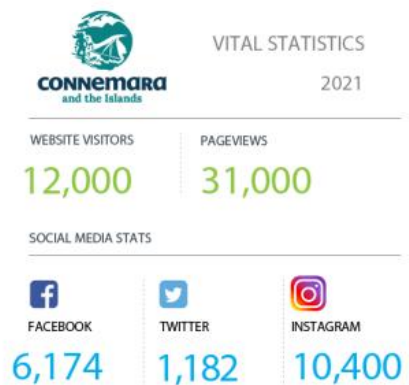 CONNEMARA
and the Islands
VITAL STATISTICS
2021
WEBSITE VISITORS
PAGEVIEWS
12,000
31,000
SOCIAL MEDIA STATS
FACEBOOK
TWITTER
INSTAGRAM
6,174
1,182
10,400